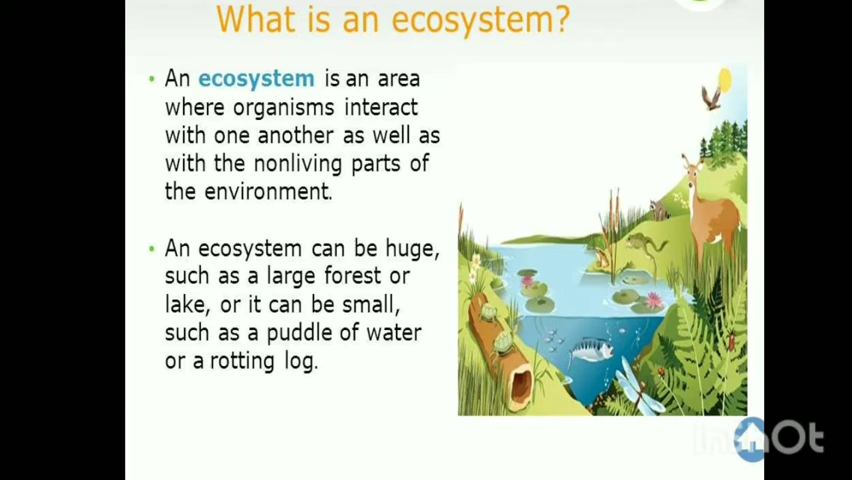 What is an ecosystem?
• An ecosystem is an area
where organisms interact
with one another as well as
with the nonliving parts of
the environment.
• An ecosystem can be huge,
such as a large forest or
lake, or it can be small,
such as a puddle of water
or a rotting log.